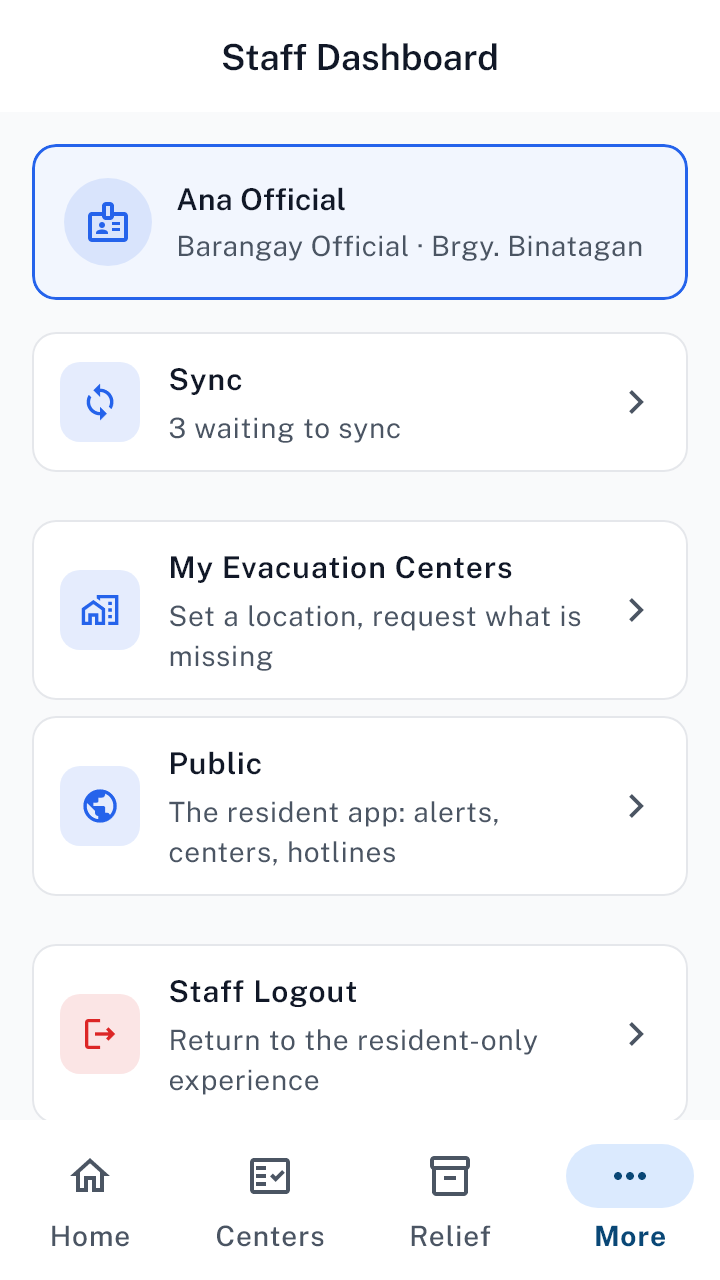 Staff Dashboard
Ana Official
Barangay Official · Brgy. Binatagan
Sync
3 waiting to sync
My Evacuation Centers
Set a location, request what is
missing
Public
The resident app: alerts,
centers, hotlines
Staff Logout
Return to the resident-only
experience
Home
Centers
Relief
More